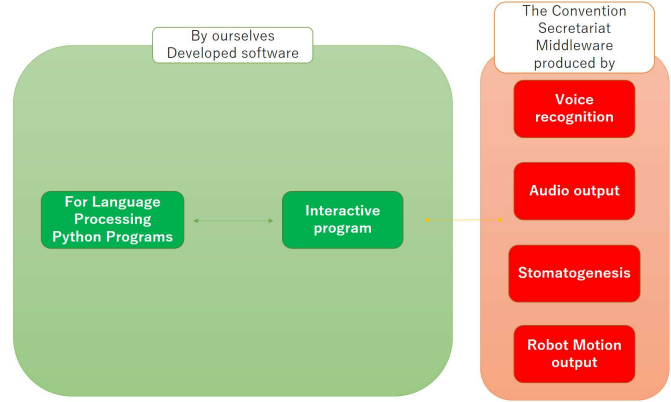 By ourselves
Developed software
The Convention
Secretariat
Middleware
produced by
Voice
recognition
For Language
Processing
Python Programs
Interactive
program
Audio output
Stomatogenesis
Robot Motion
output